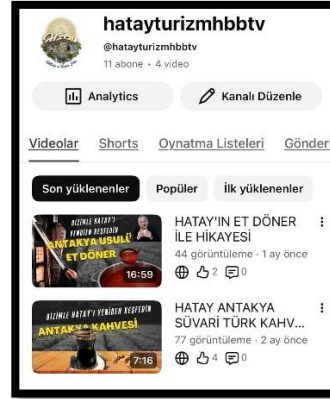 hatayturizmhbbtv
@hatayturizmhbbtv
11 abone • 4 video
Analytics
Kanalı Düzenle
Videolar Shorts Oynatma Listeleri Gönderi
Son yüklenenler Popüler İlk yüklenenler
BİZİMLE HATAY'I
YENİDEN KEŞFEDİN
ANTAKYA USULÜ
ET DÖNER
16:59
HATAY'IN ET DÖNER
İLE HİKAYESİ
44 görüntüleme · 1 ay önce
2 0
BİZİMLE HATAY'I YENİDEN KEŞFEDİN
ANTAKYA KAHVESİ
7:16
HATAY ANTAKYA
SÜVARİ TÜRK KAHV...
77 görüntüleme · 2 ay önce
4 0